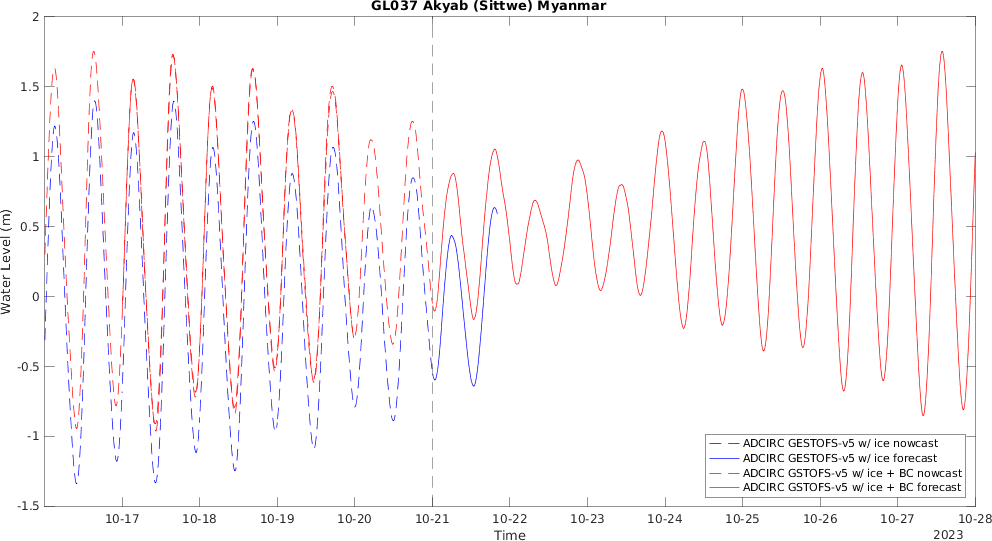 GL037 Akyab (Sittwe) Myanmar
2
1.5
1
0.5
0
-0.5
-1
-1.5
Water Level (m)
10-17 10-18 10-19 10-20 10-21 10-22 10-23 10-24 10-25 10-26 10-27 10-28
Time
2023
ADCIRC GESTOFS-v5 w/ ice nowcast
ADCIRC GESTOFS-v5 w/ ice forecast
ADCIRC GSTOFS-v5 w/ ice + BC nowcast
ADCIRC GSTOFS-v5 w/ ice + BC forecast